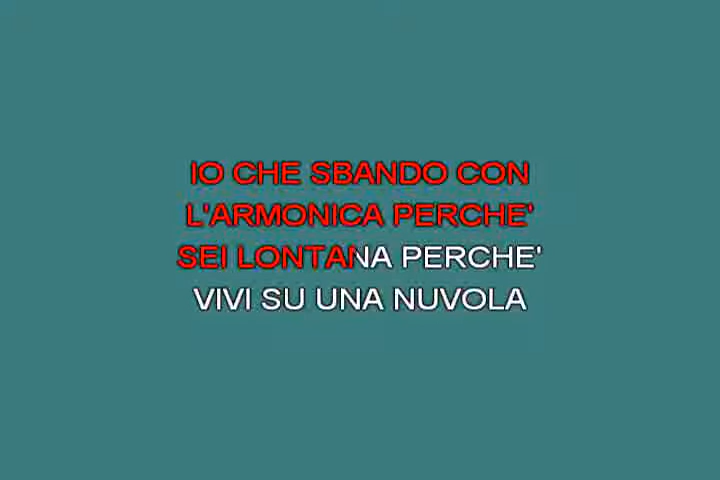 IO CHE SBANDO CON
L'ARMONICA PERCHE'
SEI LONTANA PERCHE'
VIVI SU UNA NUVOLA